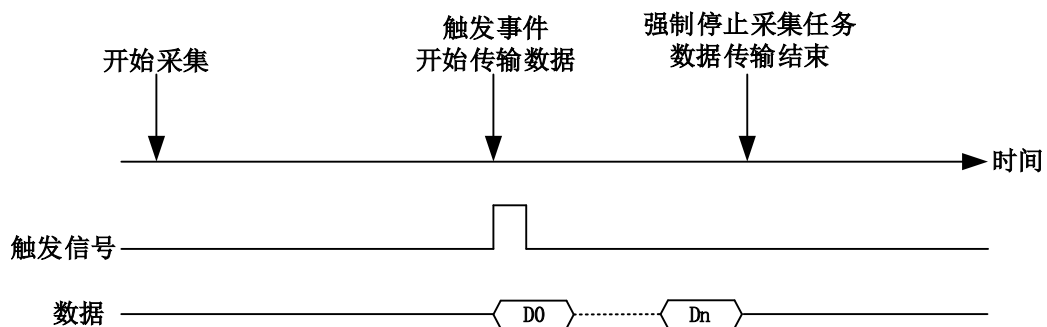 开始采集
触发事件
开始传输数据
强制停止采集任务
数据传输结束
时间
触发信号
数据
D0
Dn